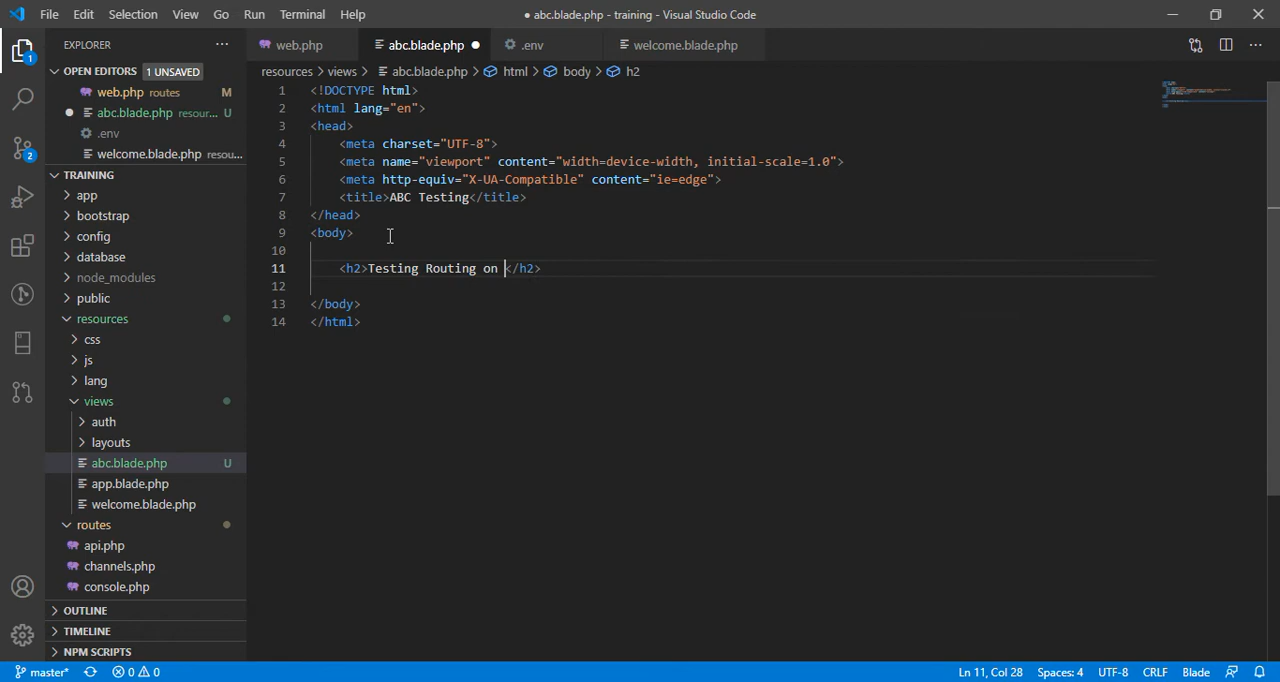 File Edit Selection View Go Run Terminal Help ● abc.blade.php - training - Visual Studio Code
EXPLORER ··· web.php abc.blade.php ● .env welcome.blade.php ···
OPEN EDITORS 1 UNSAVED
resources > views > abc.blade.php > html > body > h2
web.php routes M
abc.blade.php resour... U
.env
welcome.blade.php resou...
TRAINING
app
bootstrap
config
database
node_modules
public
resources
css
js
lang
views
auth
layouts
abc.blade.php U
app.blade.php
welcome.blade.php
routes
api.php
channels.php
console.php
OUTLINE
TIMELINE
NPM SCRIPTS
1 <!DOCTYPE html>
2 <html lang="en">
3 <head>
4 <meta charset="UTF-8">
5 <meta name="viewport" content="width=device-width, initial-scale=1.0">
6 <meta http-equiv="X-UA-Compatible" content="ie=edge">
7 <title>ABC Testing</title>
8 </head>
9 <body>
10
11 <h2>Testing Routing on </h2>
12
13 </body>
14 </html>
1
2
master* 0 0 Ln 11, Col 28 Spaces: 4 UTF-8 CRLF Blade